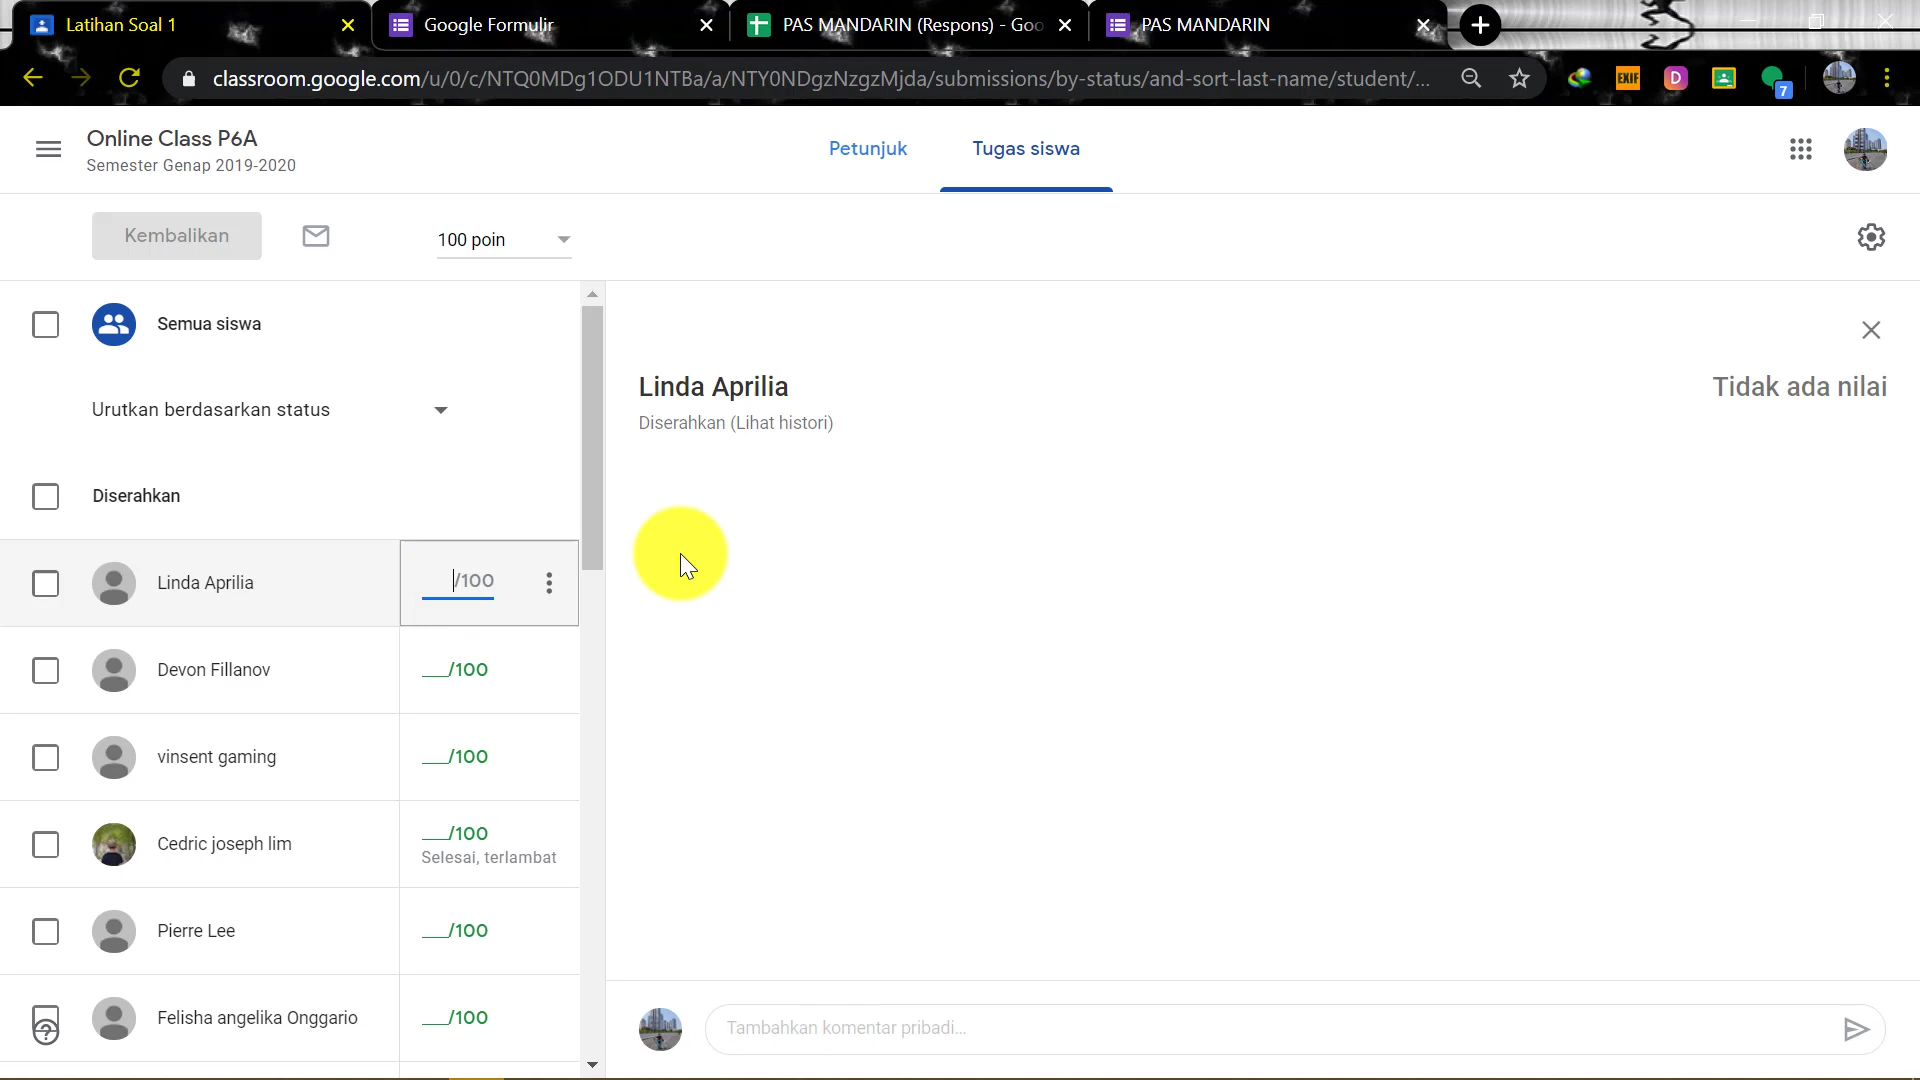 Latihan Soal 1
Google Formulir
PAS MANDARIN (Respons) - Goo
PAS MANDARIN
classroom.google.com/u/0/c/NTQ0MDg1ODU1NTBa/a/NTY0NDgzNzgzMjda/submissions/by-status/and-sort-last-name/student/...
EXIF
D
7
Online Class P6A
Semester Genap 2019-2020
Petunjuk
Tugas siswa
Kembalikan
100 poin
Semua siswa
Urutkan berdasarkan status
Diserahkan
Linda Aprilia
/100
Devon Fillanov
___/100
vinsent gaming
___/100
Cedric joseph lim
___/100
Selesai, terlambat
Pierre Lee
___/100
Felisha angelika Onggario
___/100
Linda Aprilia
Tidak ada nilai
Diserahkan (Lihat histori)
Tambahkan komentar pribadi...